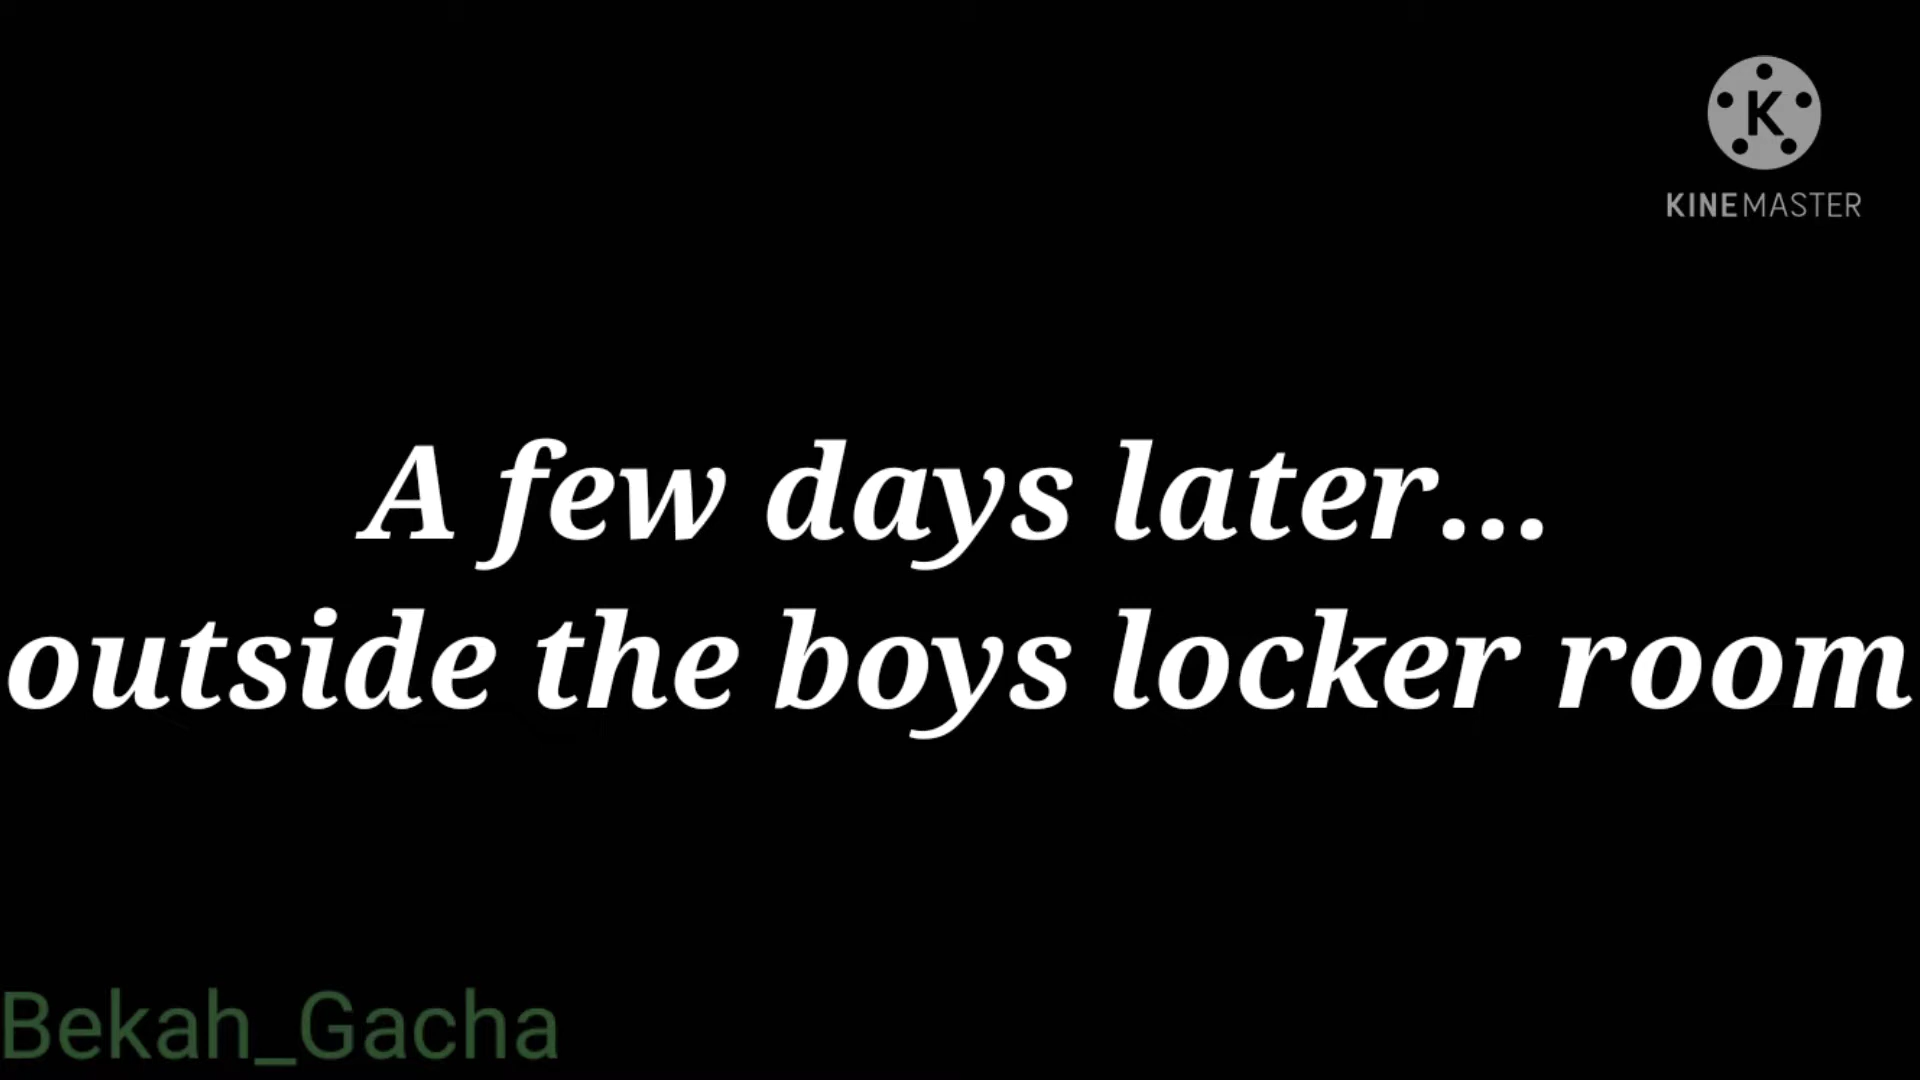 K
KINEMASTER
A few days later...
outside the boys locker room
Bekah_Gacha